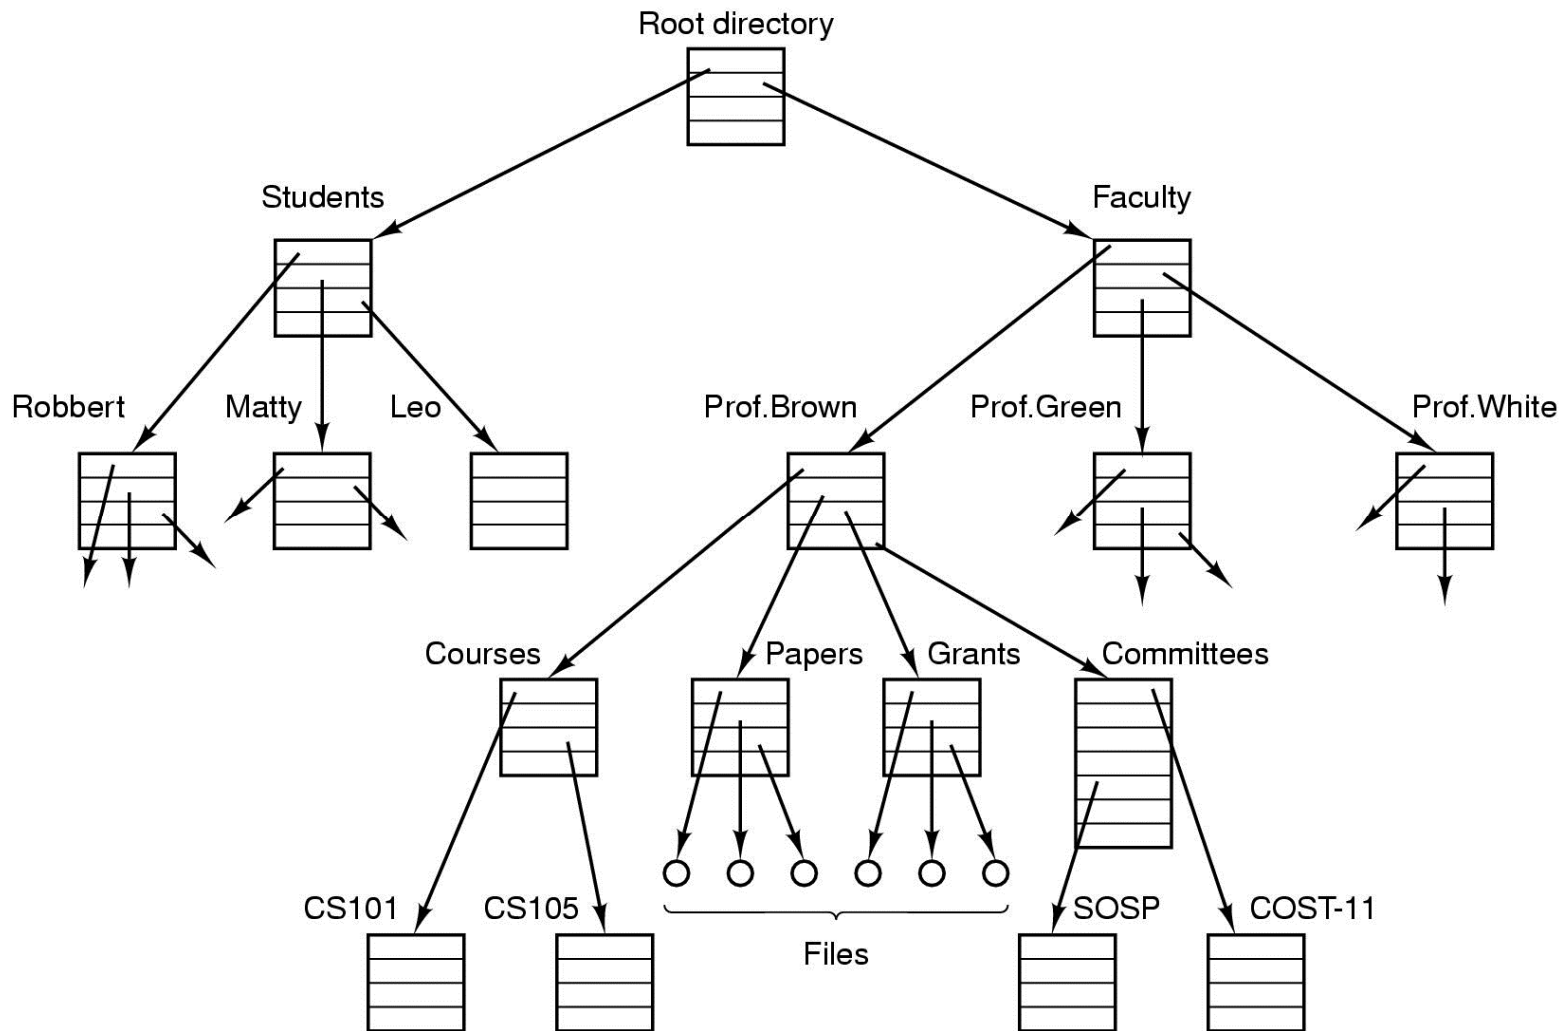 Root directory
Students
Faculty
Robbert
Matty
Leo
Prof.Brown
Prof.Green
Prof.White
Courses
Papers
Grants
Committees
CS101
CS105
SOSP
COST-11
Files